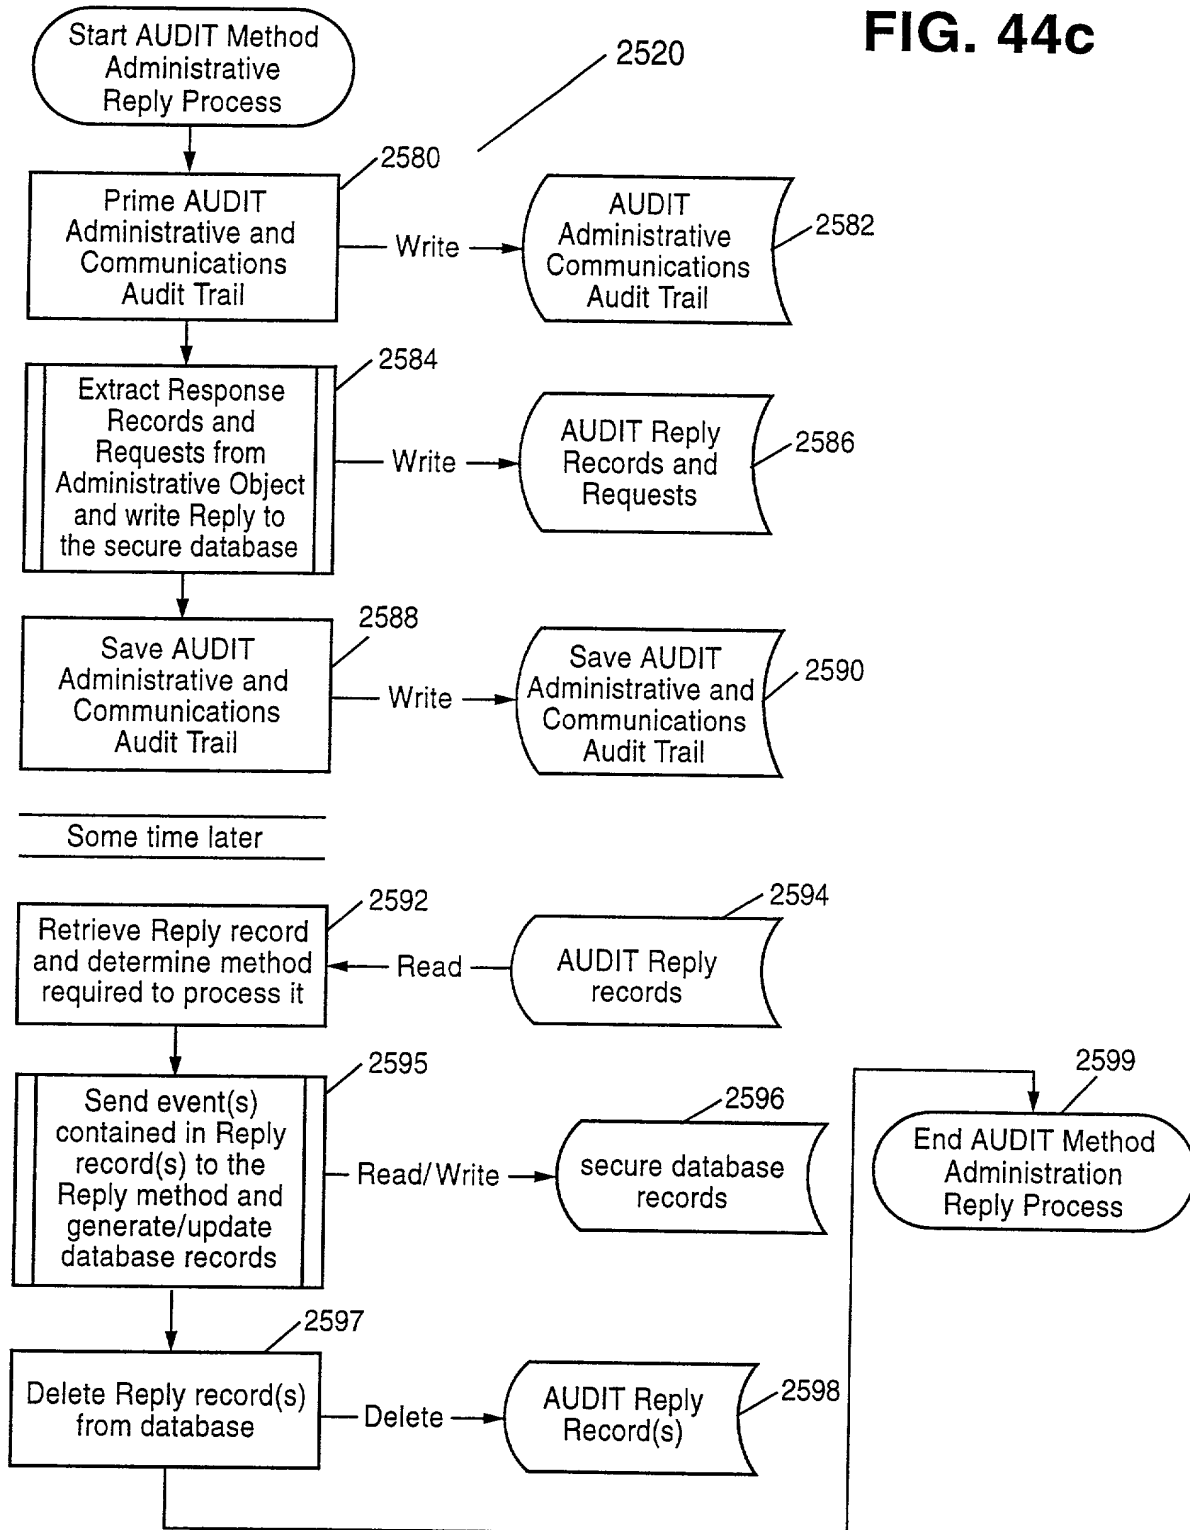 FIG. 44c
Start AUDIT Method
Administrative
Reply Process
2520
2580
Prime AUDIT
Administrative and
Communications
Audit Trail
Write
AUDIT
Administrative
Communications
Audit Trail
2582
2584
Extract Response
Records and
Requests from
Administrative Object
and write Reply to
the secure database
Write
AUDIT Reply
Records and
Requests
2586
2588
Save AUDIT
Administrative and
Communications
Audit Trail
Write
Save AUDIT
Administrative and
Communications
Audit Trail
2590
Some time later
2592
Retrieve Reply record
and determine method
required to process it
Read
2594
AUDIT Reply
records
2595
Send event(s)
contained in Reply
record(s) to the
Reply method and
generate/update
database records
Read/Write
2596
secure database
records
2599
End AUDIT Method
Administration
Reply Process
2597
Delete Reply record(s)
from database
Delete
AUDIT Reply
Record(s)
2598